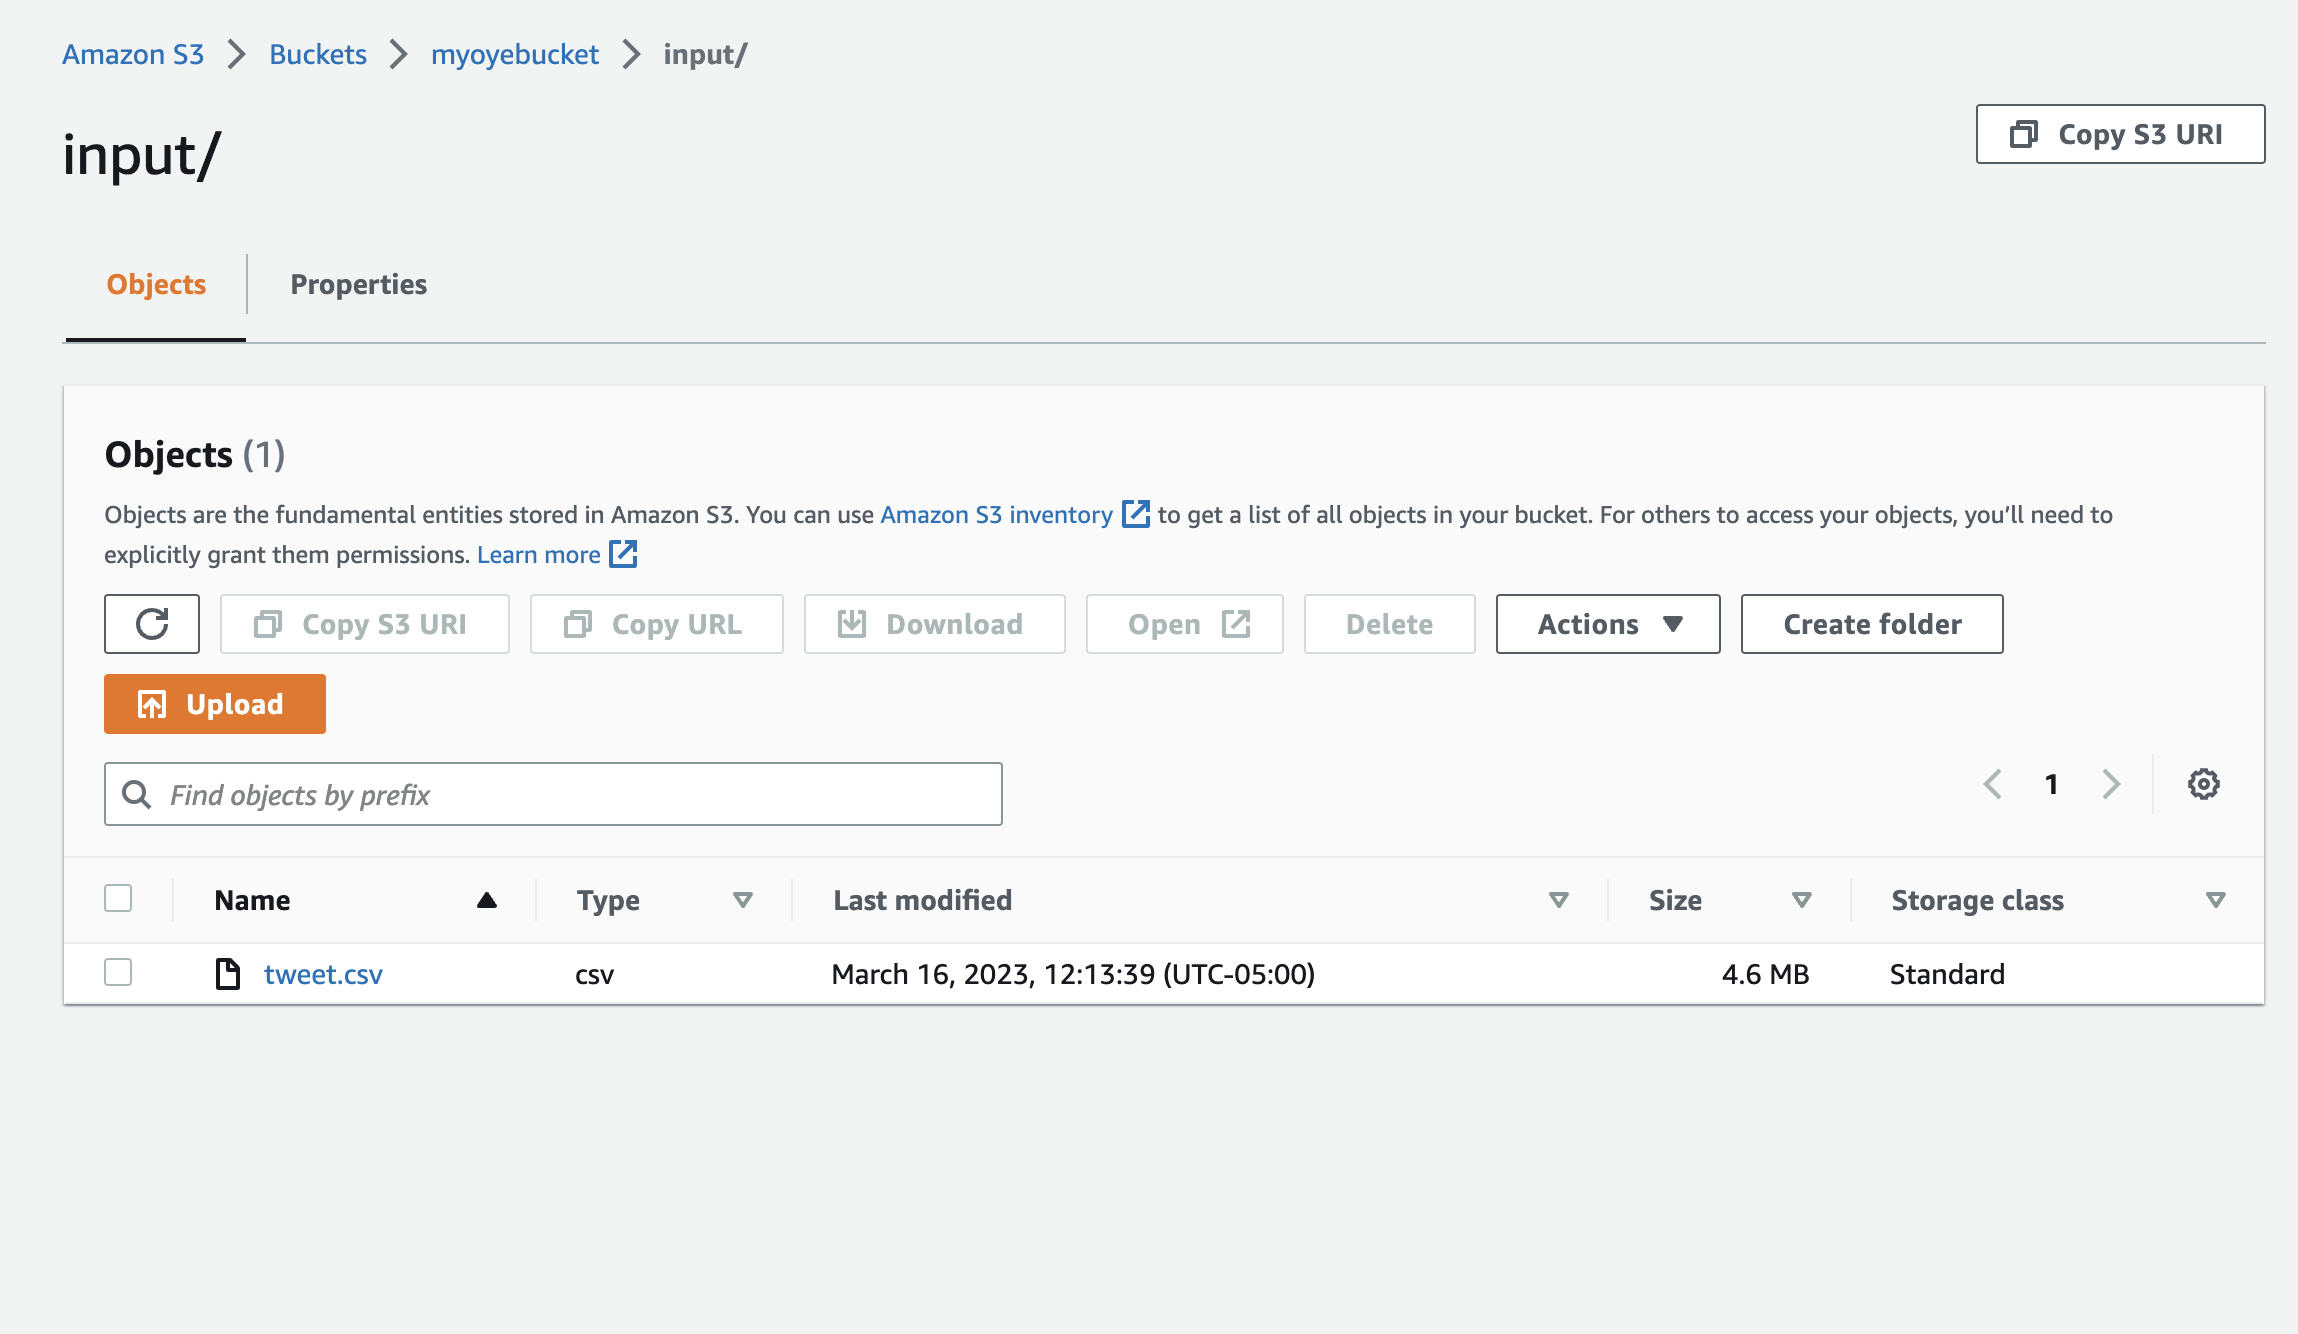 Amazon S3 Buckets myoyebucket input/
input/
Copy S3 URI
Objects Properties
Objects (1)
Objects are the fundamental entities stored in Amazon S3. You can use Amazon S3 inventory to get a list of all objects in your bucket. For others to access your objects, you’ll need to
explicitly grant them permissions. Learn more
Copy S3 URI Copy URL Download Open Delete Actions Create folder
Upload
Find objects by prefix 1
Name Type Last modified Size Storage class
tweet.csv csv March 16, 2023, 12:13:39 (UTC-05:00) 4.6 MB Standard